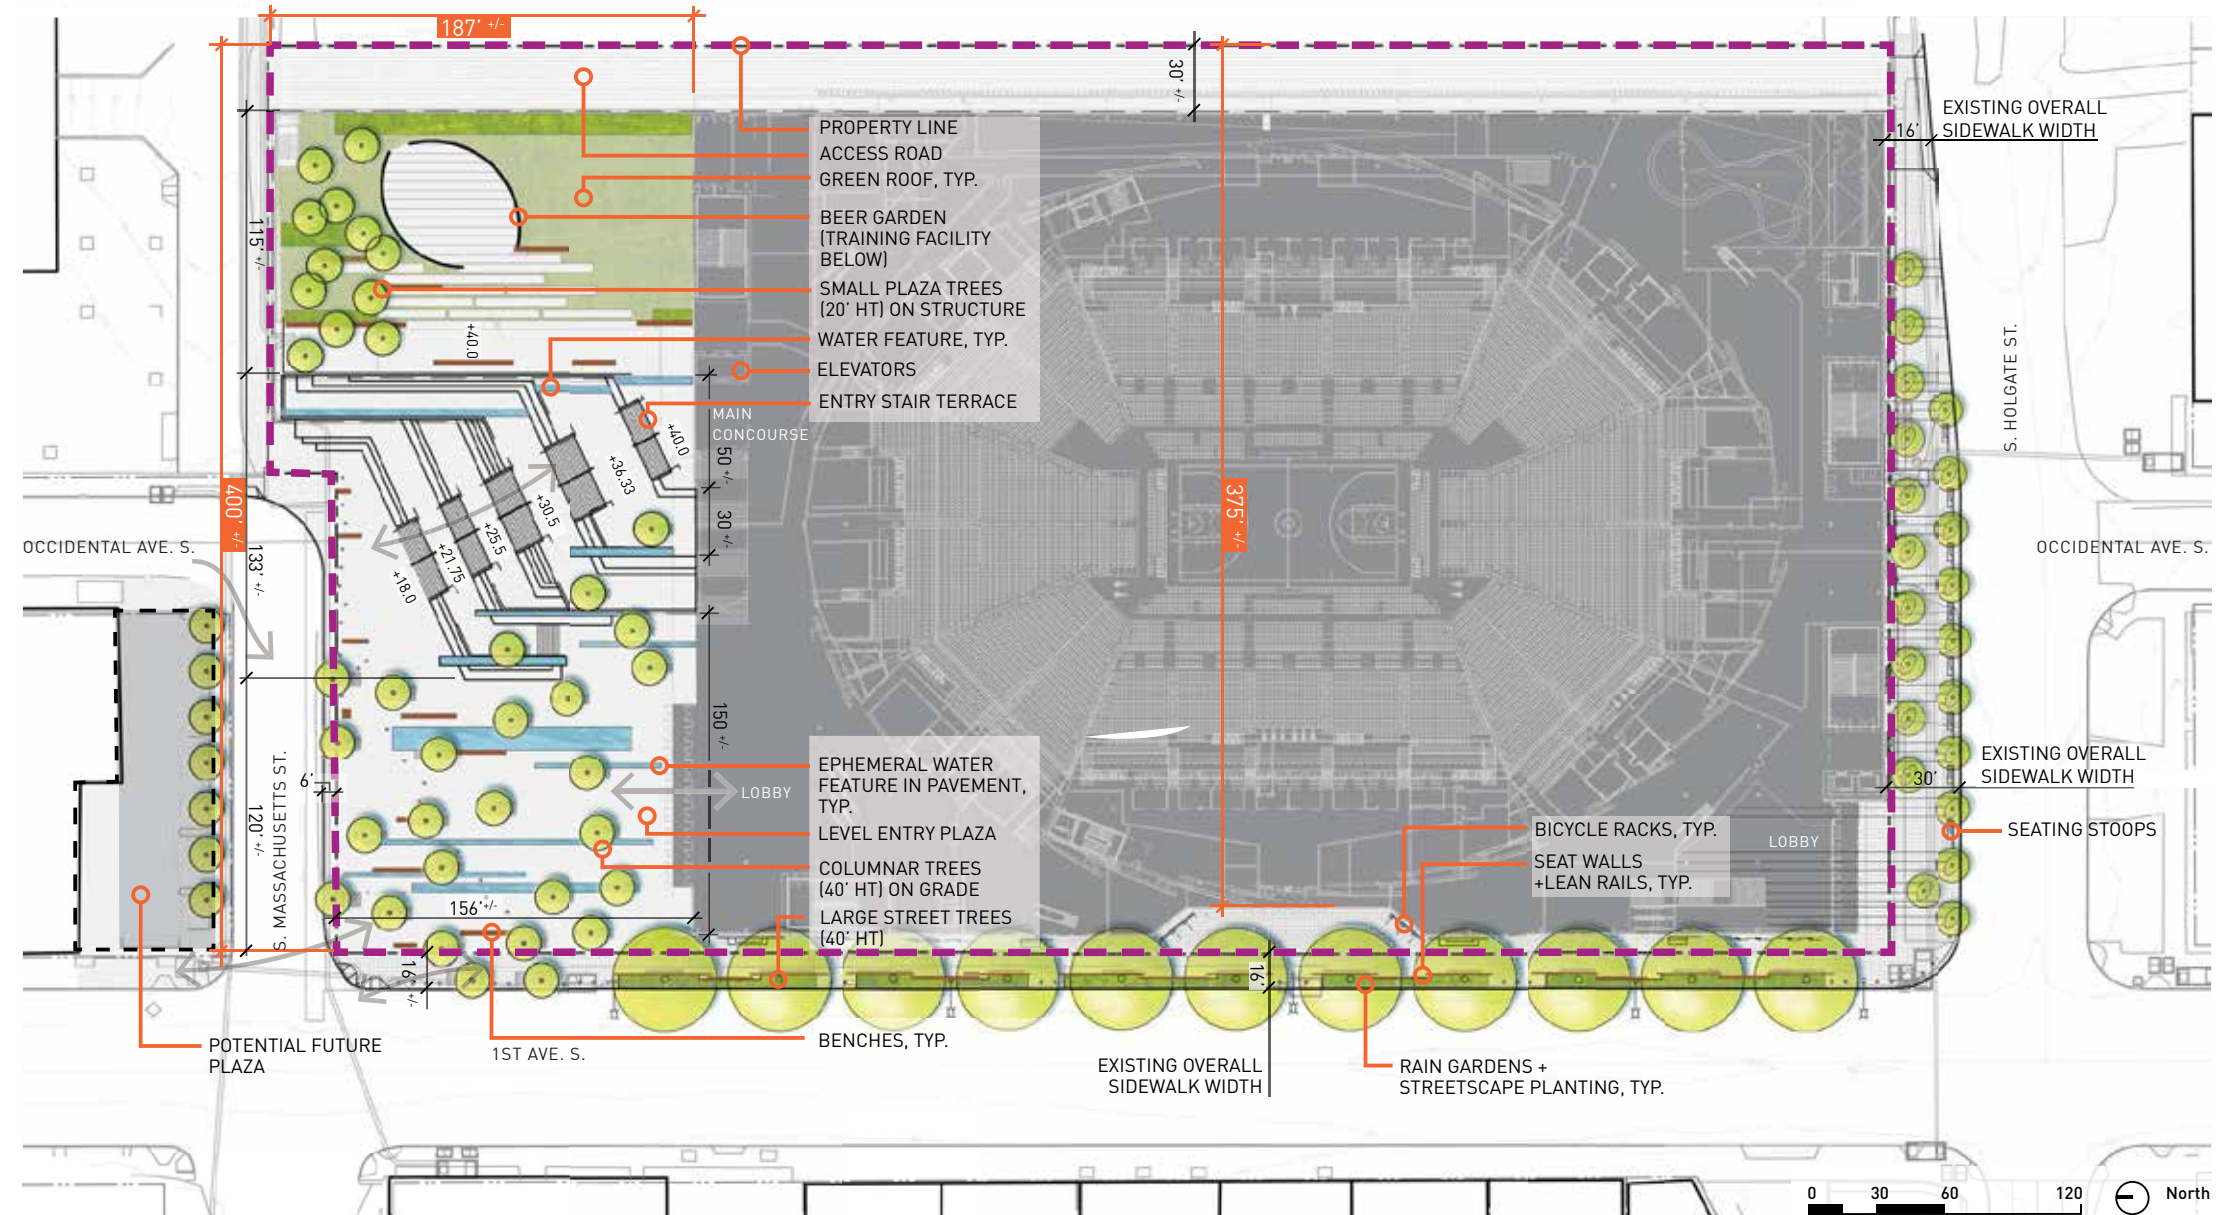 187' +/-
30' +/-
EXISTING OVERALL
SIDEWALK WIDTH
16'
PROPERTY LINE
ACCESS ROAD
GREEN ROOF, TYP.
BEER GARDEN
(TRAINING FACILITY
BELOW)
SMALL PLAZA TREES
(20' HT) ON STRUCTURE
WATER FEATURE, TYP.
ELEVATORS
ENTRY STAIR TERRACE
115' +/-
+40.0
MAIN
CONCOURSE
+40.0
50 +/-
+36.33
30 +/-
+30.5
+25.5
+21.75
+18.0
400' +/-
375' +/-
133' +/-
OCCIDENTAL AVE. S.
S. HOLGATE ST.
OCCIDENTAL AVE. S.
150 +/-
EPHEMERAL WATER
FEATURE IN PAVEMENT,
TYP.
LEVEL ENTRY PLAZA
COLUMNAR TREES
(40' HT) ON GRADE
LARGE STREET TREES
(40' HT)
LOBBY
6'
120' +/-
S. MASSACHUSETTS ST.
156' +/-
16' +/-
BICYCLE RACKS, TYP.
SEAT WALLS
+LEAN RAILS, TYP.
LOBBY
EXISTING OVERALL
SIDEWALK WIDTH
30'
SEATING STOOPS
16'
POTENTIAL FUTURE
PLAZA
1ST AVE. S.
BENCHES, TYP.
EXISTING OVERALL
SIDEWALK WIDTH
RAIN GARDENS +
STREETSCAPE PLANTING, TYP.
0 30 60 120
North